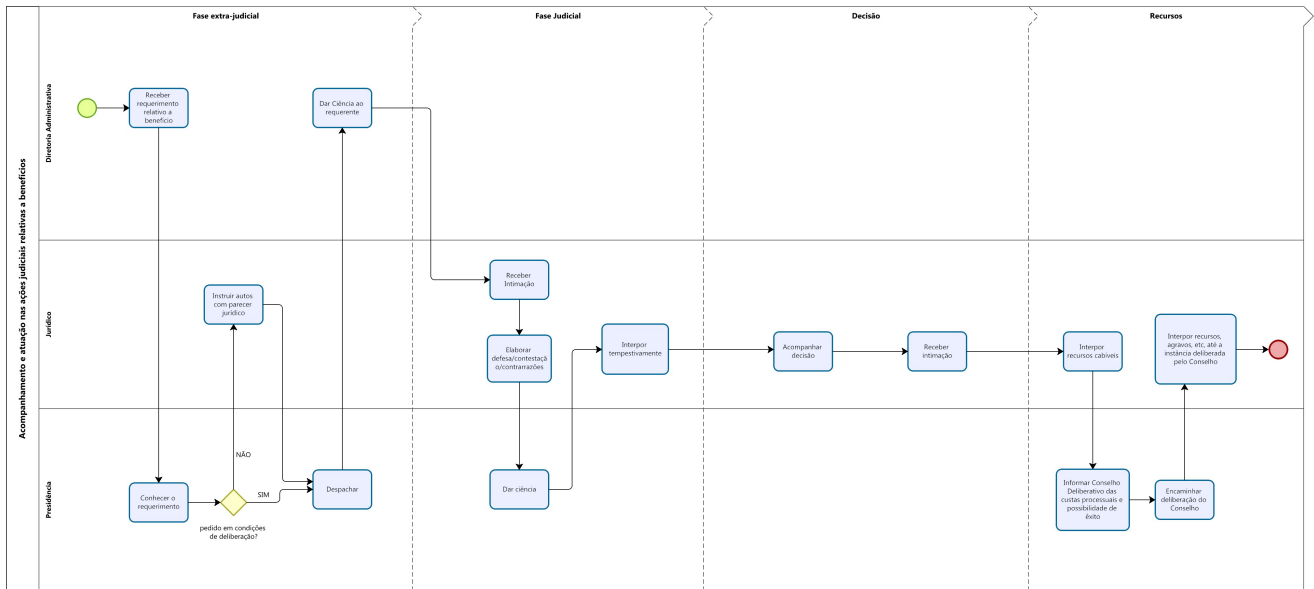 Acompanhamento e atuação nas ações judiciais relativas a benefícios
Fase extra-judicial
Fase Judicial
Decisão
Recursos
Diretoria Administrativa
Receber
requerimento
relativo a
benefício
Dar Ciência ao
requerente
Jurídico
Instruir autos
com parecer
jurídico
Receber
Intimação
Elaborar
defesa/contestaçã
o/contrarrazões
Interpor
tempestivamente
Acompanhar
decisão
Receber
intimação
Interpor
recursos cabíveis
Interpor recursos,
agravos, etc, até a
instância deliberada
pelo Conselho
Presidência
Conhecer o
requerimento
NÃO
SIM
pedido em condições
de deliberação?
Despachar
Dar ciência
Informar Conselho
Deliberativo das
custas processuais e
possibilidade de
êxito
Encaminhar
deliberação do
Conselho